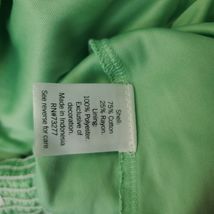 Shell
75% Cotton
25% Rayon.
Lining
100% Polyester.
Exclusive of
decoration.
RN#73277
Made in Indonesia
See reverse for care